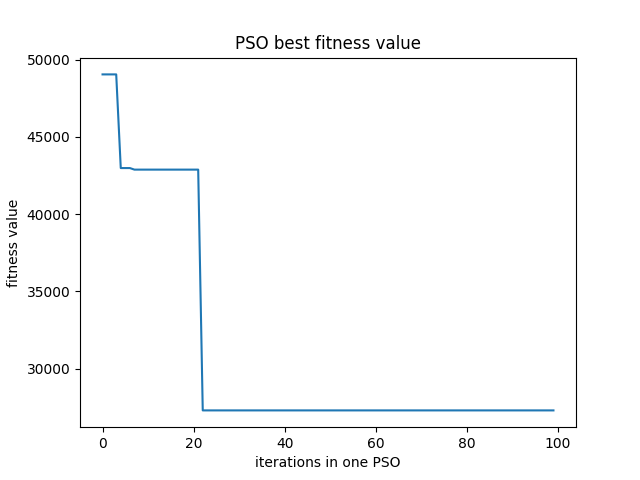 PSO best fitness value
50000
45000
40000
35000
30000
fitness value
0 20 40 60 80 100
iterations in one PSO